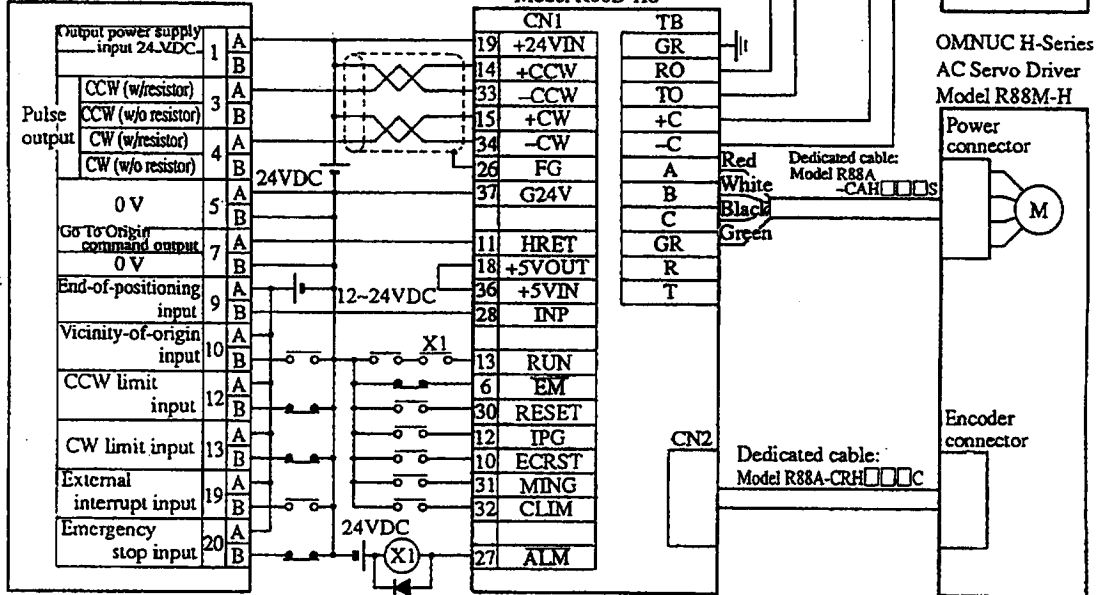 CN1
TB
Output power supply
input 24 VDC
1
A
B
CCW (w/resistor)
3
A
Pulse
CCW (w/o resistor)
B
output
CW (w/resistor)
4
A
CW (w/o resistor)
B
0 V
5
A
B
Go To Origin
command output
7
A
0 V
B
End-of-positioning
input
9
A
B
Vicinity-of-origin
input
10
A
B
CCW limit
input
12
A
B
CW limit input
13
A
B
External
interrupt input
19
A
B
Emergency
stop input
20
A
B
24VDC
12~24VDC
X1
24VDC
X1
19 +24VIN
14 +CCW
33 -CCW
15 +CW
34 -CW
26 FG
37 G24V
11 HRET
18 +5VOUT
36 +5VIN
28 INP
13 RUN
6 EM
30 RESET
12 IPG
10 ECRST
31 MING
32 CLIM
27 ALM
GR
RO
TO
+C
-C
A
B
C
GR
R
T
Red
White
Black
Green
Dedicated cable:
Model R88A
-CAH□□□S
CN2
Dedicated cable:
Model R88A-CRH□□□C
OMNUC H-Series
AC Servo Driver
Model R88M-H
Power
connector
M
Encoder
connector